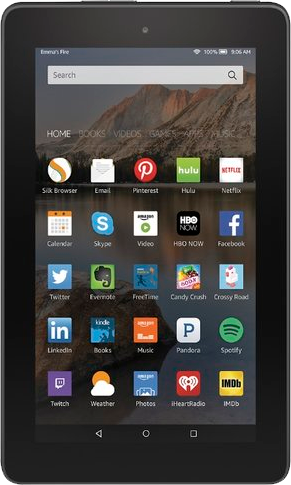 Emma's Fire 100% 9:06 AM
Search
HOME BOOKS VIDEOS GAMES APPS MUSIC
hulu NETFLIX
Silk Browser Email Pinterest Hulu Netflix
amazon HBO NOW
Calendar Skype Video HBO NOW Facebook
Twitter Evernote FreeTime Candy Crush Crossy Road
in kindle amazon P
LinkedIn Books Music Pandora Spotify
amazon IMDb
Twitch Weather Photos iHeartRadio IMDb